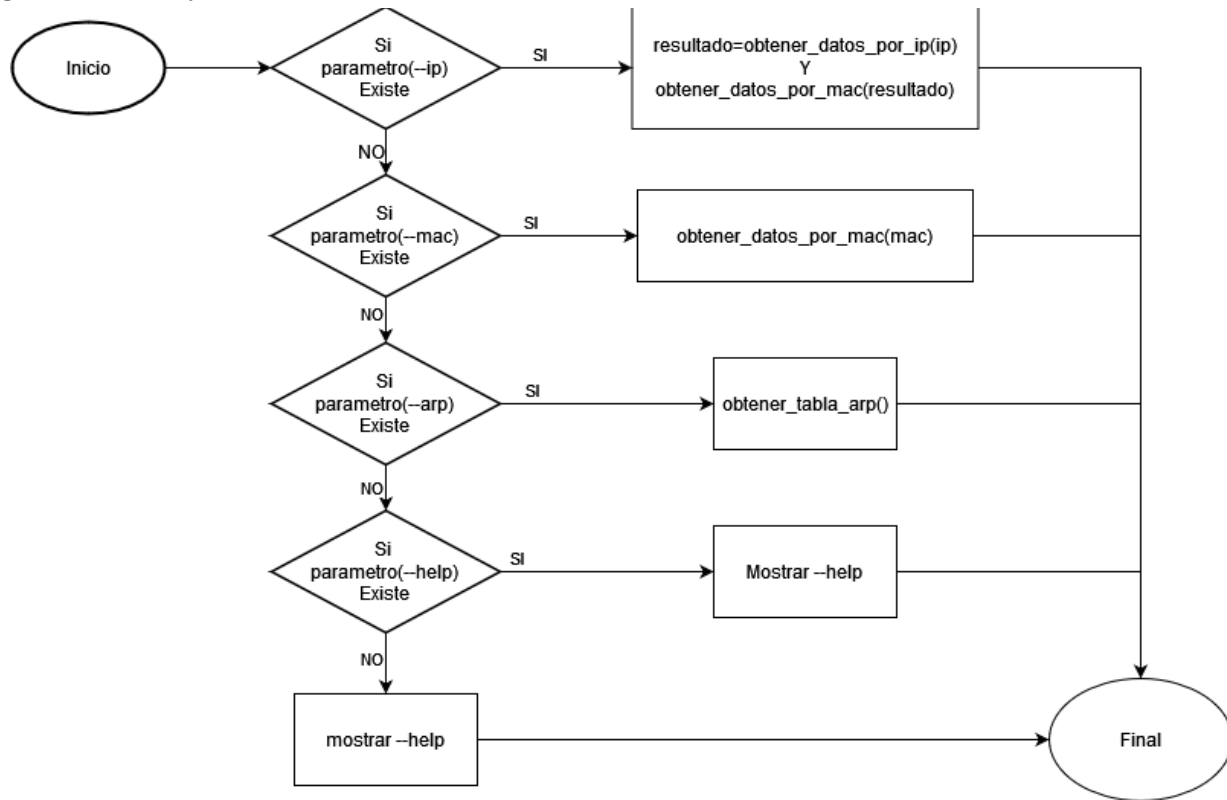 Inicio
Si
parametro(--ip)
Existe
SI
resultado=obtener_datos_por_ip(ip)
Y
obtener_datos_por_mac(resultado)
NO
Si
parametro(--mac)
Existe
SI
obtener_datos_por_mac(mac)
NO
Si
parametro(--arp)
Existe
SI
obtener_tabla_arp()
NO
Si
parametro(--help)
Existe
SI
Mostrar --help
NO
mostrar --help
Final